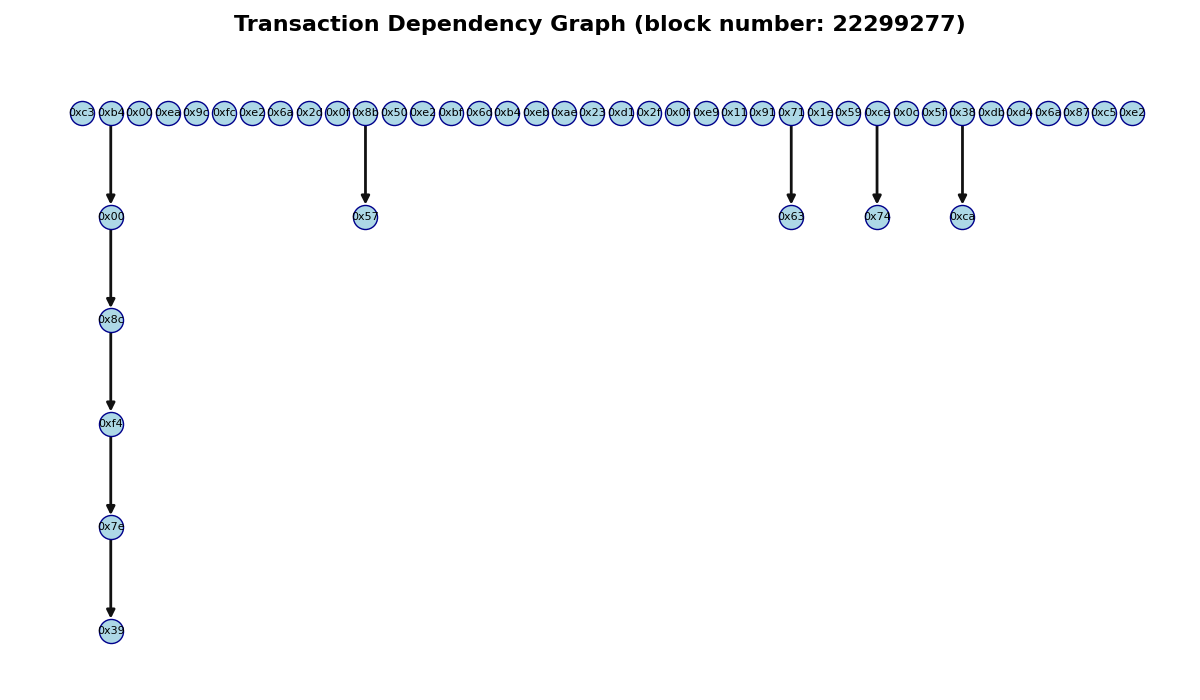 Transaction Dependency Graph (block number: 22299277)
0xc3 0xb4 0x00 0xea 0x9c 0xfc 0xe2 0x6a 0x2d 0x0f 0x8b 0x50 0xe2 0xbf 0x6d 0xb4 0xeb 0xae 0x23 0xd1 0x2f 0x0f 0xe9 0x11 0x91 0x71 0x1e 0x59 0xce 0x0c 0x5f 0x38 0xdb 0xd4 0x6a 0x87 0xc5 0xe2
0x00 0x57 0x63 0x74 0xca
0x8c
0xf4
0x7e
0x39